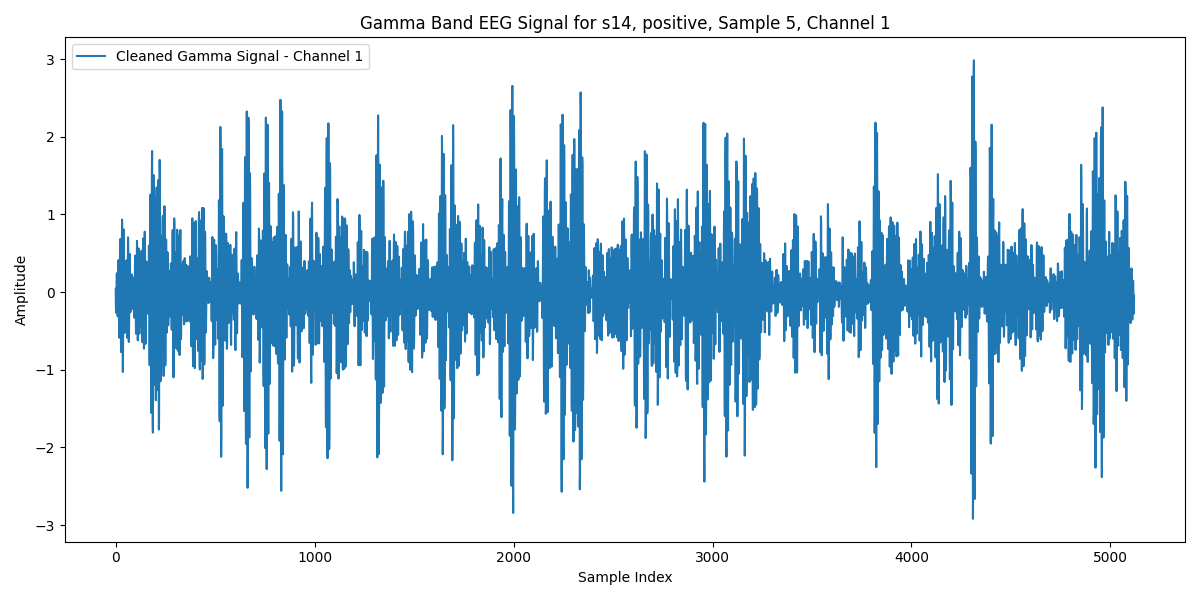 Gamma Band EEG Signal for s14, positive, Sample 5, Channel 1
Cleaned Gamma Signal - Channel 1
3
2
1
0
−1
−2
−3
Amplitude
0 1000 2000 3000 4000 5000
Sample Index